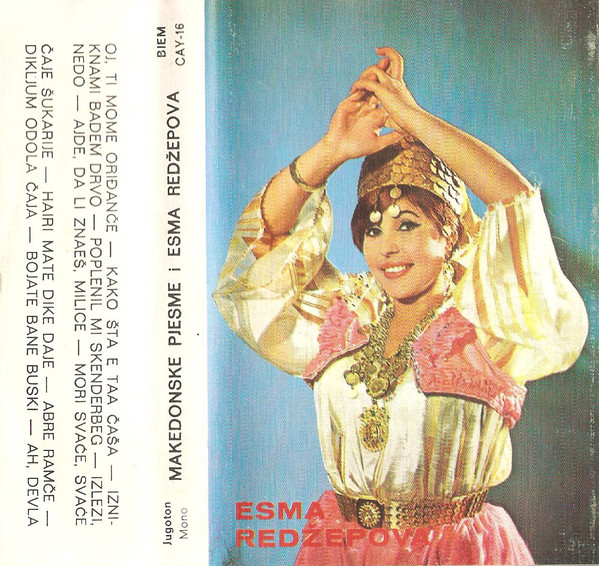 OJ, TI MOME ORIĐANČE — KAKO ŠTA E TAA ČAŠA — IZNI-
KNAMI BADEM DRVO — POPLENIL MI SKENDERBEG — IZLEZI,
NEDO — AJDE, DA LI ZNAEŠ, MILICE — MORI SVAĆE, SVAĆE
ČAJE ŠUKARIJE — HAIRI MATE DIKE DAJE — ABRE RAMČE —
DIKLJUM ODOLA ČAJA — BOJATE BANE BUSKI — AH, DEVLA
Jugoton
Mono
MAKEDONSKE PJESME i ESMA REDŽEPOVA
BIEM
CAY-16
ESMA
REDŽEPOVA